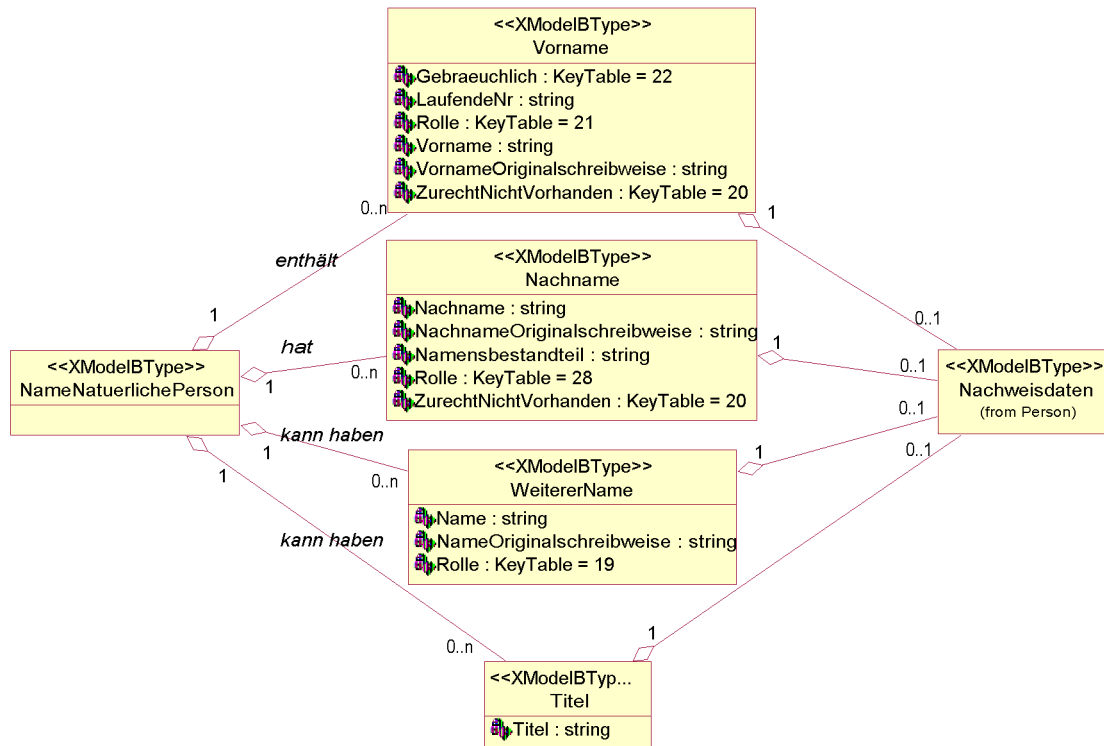 <<XModelBType>>
Vorname
Gebraeuchlich : KeyTable = 22
LaufendeNr : string
Rolle : KeyTable = 21
Vorname : string
VornameOriginalschreibweise : string
ZurechtNichtVorhanden : KeyTable = 20
0..n
1
enthält
1
0..1
<<XModelBType>>
Nachname
Nachname : string
NachnameOriginalschreibweise : string
Namensbestandteil : string
Rolle : KeyTable = 28
ZurechtNichtVorhanden : KeyTable = 20
hat
1
0..n
1
0..1
<<XModelBType>>
NameNatuerlichePerson
<<XModelBType>>
Nachweisdaten
(from Person)
kann haben
1
0..n
<<XModelBType>>
WeitererName
Name : string
NameOriginalschreibweise : string
Rolle : KeyTable = 19
1
0..1
1
kann haben
0..n
1
0..1
<<XModelBTyp...
Titel
Titel : string